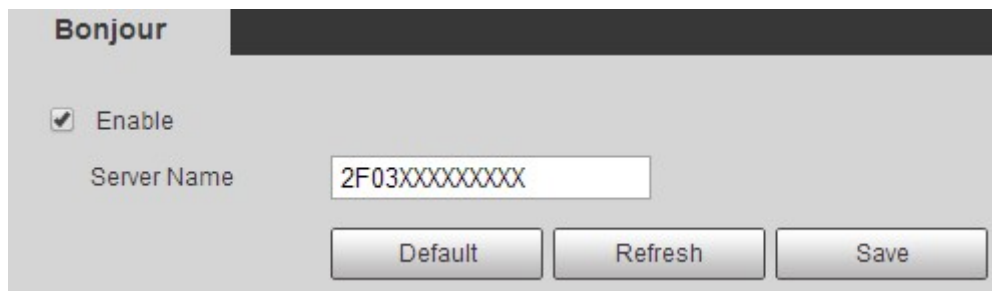 Bonjour
Enable
Server Name 2F03XXXXXXXXX
Default Refresh Save